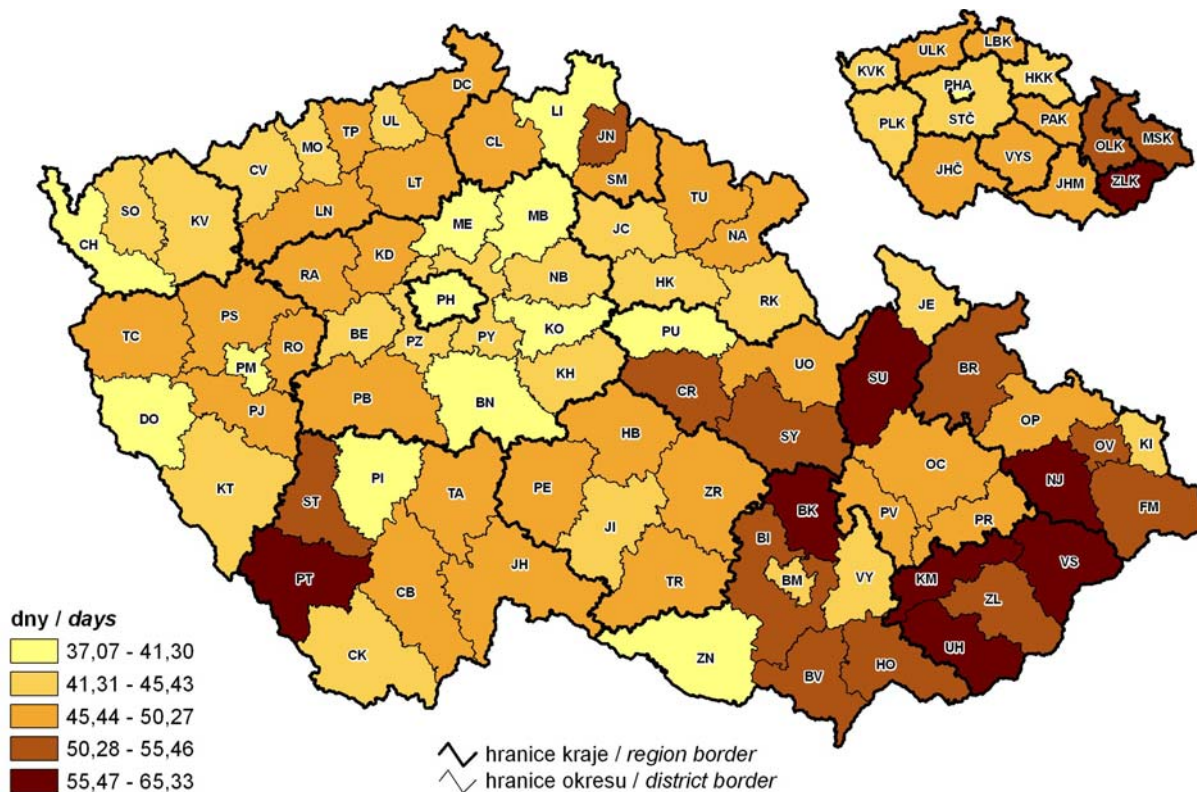 DC
LI
JN
UL
TP
MO
CL
CV
LT
SM
TU
SO
KV
LN
ME
MB
JC
NA
CH
RA
KD
NB
HK
RK
PH
TC
PS
RO
BE
PZ
PY
KO
PU
JE
PM
KH
UO
SU
BR
DO
PJ
PB
BN
CR
OP
HB
SY
OV
KI
KT
ST
PI
TA
PE
ZR
OC
NJ
FM
BK
PV
PR
JI
BI
PT
CB
JH
TR
BM
VY
KM
VS
ZL
CK
ZN
UH
BV
HO
ULK
LBK
KVK
PHA
HKK
STČ
PLK
PAK
OLK
MSK
JHČ
VYS
JHM
ZLK
dny / days
37,07 - 41,30
41,31 - 45,43
45,44 - 50,27
50,28 - 55,46
55,47 - 65,33
hranice kraje / region border
hranice okresu / district border